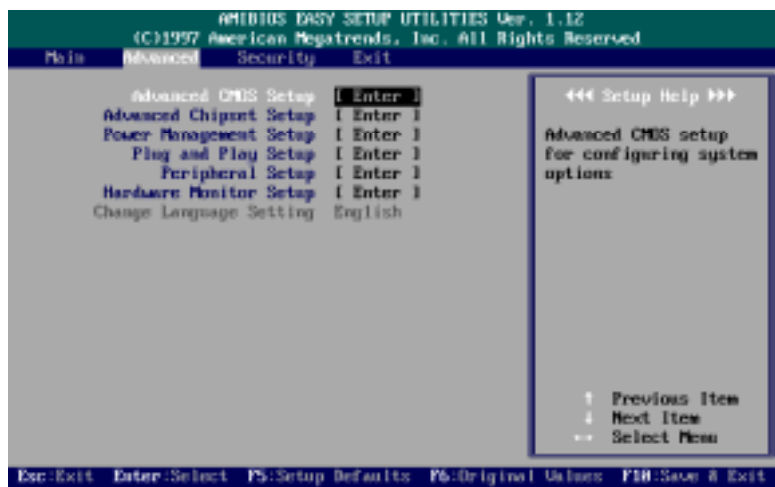 AMIBIOS EASY SETUP UTILITIES Ver. 1.12
(C)1997 American Megatrends, Inc. All Rights Reserved
Main Advanced Security Exit
Advanced CMOS Setup [ Enter ]
Advanced Chipset Setup [ Enter ]
Power Management Setup [ Enter ]
Plug and Play Setup [ Enter ]
Peripheral Setup [ Enter ]
Hardware Monitor Setup [ Enter ]
Change Language Setting English
◄◄◄ Setup Help ►►►
Advanced CMOS setup
for configuring system
options
↑ Previous Item
↓ Next Item
←→ Select Menu
Esc:Exit Enter:Select F5:Setup Defaults F6:Original Values F10:Save & Exit